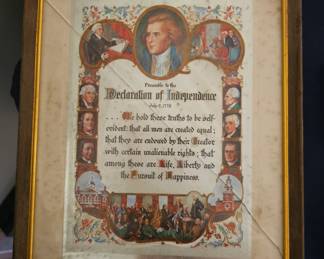 Preamble to the
Declaration of Independence
July 4, 1776
. . . We hold these truths to be self-
evident: that all men are created equal;
that they are endowed by their Creator
with certain unalienable rights; that
among these are Life, Liberty and
the Pursuit of Happiness.